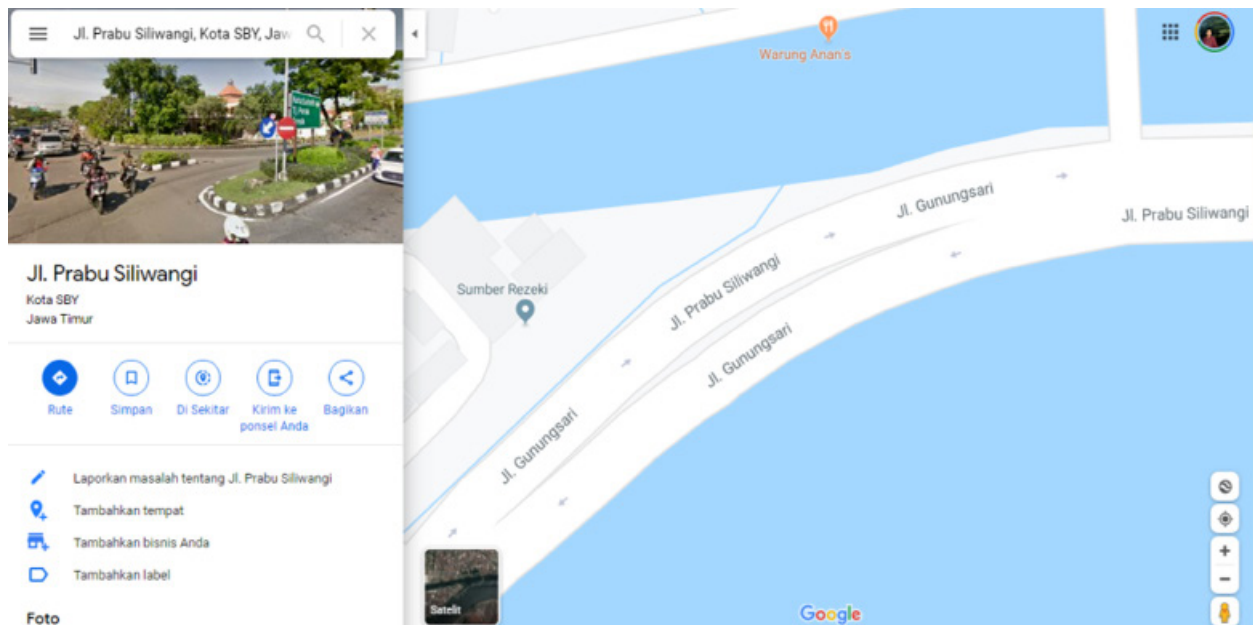 Jl. Prabu Siliwangi, Kota SBY, Jaw
Jl. Prabu Siliwangi
Kota SBY
Jawa Timur
Rute
Simpan
Di Sekitar
Kirim ke
ponsel Anda
Bagikan
Laporkan masalah tentang Jl. Prabu Siliwangi
Tambahkan tempat
Tambahkan bisnis Anda
Tambahkan label
Foto
Warung Anan's
Jl. Gunungsari
Jl. Prabu Siliwangi
Jl. Prabu Siliwangi
Sumber Rezeki
Jl. Gunungsari
Jl. Gunungsari
Satelit
Google